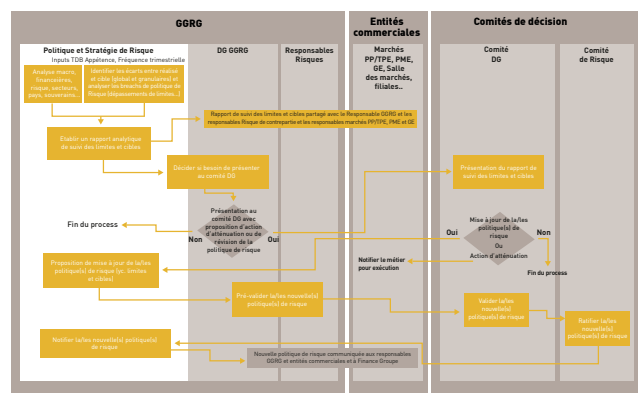 GGRG
Entités
commerciales
Comités de décision
Politique et Stratégie de Risque
Inputs TDB Appétence, Fréquence trimestrielle
DG GGRG
Responsables
Risques
Marchés
PP/TPE, PME,
GE, Salle
des marchés,
filiales..
Comité
DG
Comité
de Risque
Analyse macro,
financières,
risque, secteurs,
pays, souverains...
Identifier les écarts entre réalisé
et cible (global et granulaires) et
analyser les breachs de politique de
Risque (dépassements de limites...)
Rapport de suivi des limites et cibles partagé avec le Responsable GGRG et les
responsables Risque de contrepartie et les responsables marchés PP/TPE, PME et GE
Etablir un rapport analytique
de suivi des limites et cibles
Décider si besoin de présenter
au comité DG
Présentation du rapport de
suivi des limites et cibles
Présentation au
comité DG avec
proposition d'action
d'atténuation ou de
révision de la
politique de risque
Fin du process
Non
Oui
Mise à jour de la/les
politique(s) de
risque
Ou
Action d'atténuation
Oui
Non
Notifier le métier
pour exécution
Fin du process
Proposition de mise à jour de la/les
politique(s) de risque (yc. limites
et cibles)
Pré-valider la/les nouvelle(s)
politique(s) de risque
Valider la/les
nouvelle(s)
politique(s) de risque
Ratifier la/les
nouvelle(s)
politique(s) de risque
Notifier la/les nouvelle(s) politique(s)
de risque
Nouvelle politique de risque communiquée aux responsables
GGRG et entités commerciales et à Finance Groupe